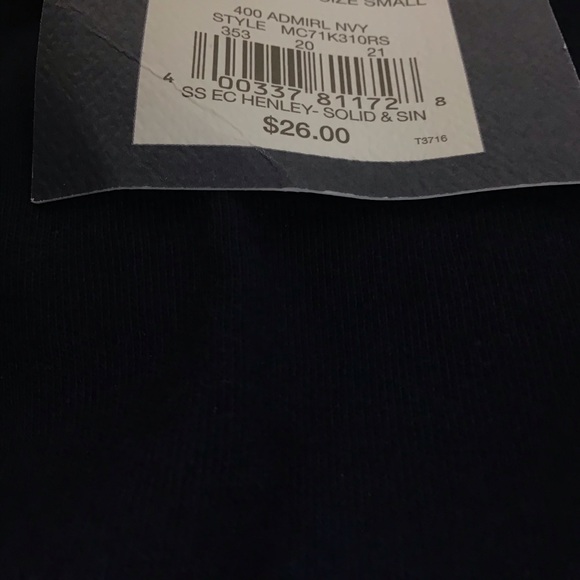 SIZE SMALL
400 ADMIRL NVY
STYLE MC71K310RS
353 20 21
4 00337 81172 8
SS EC HENLEY- SOLID & SIN
$26.00
T3716